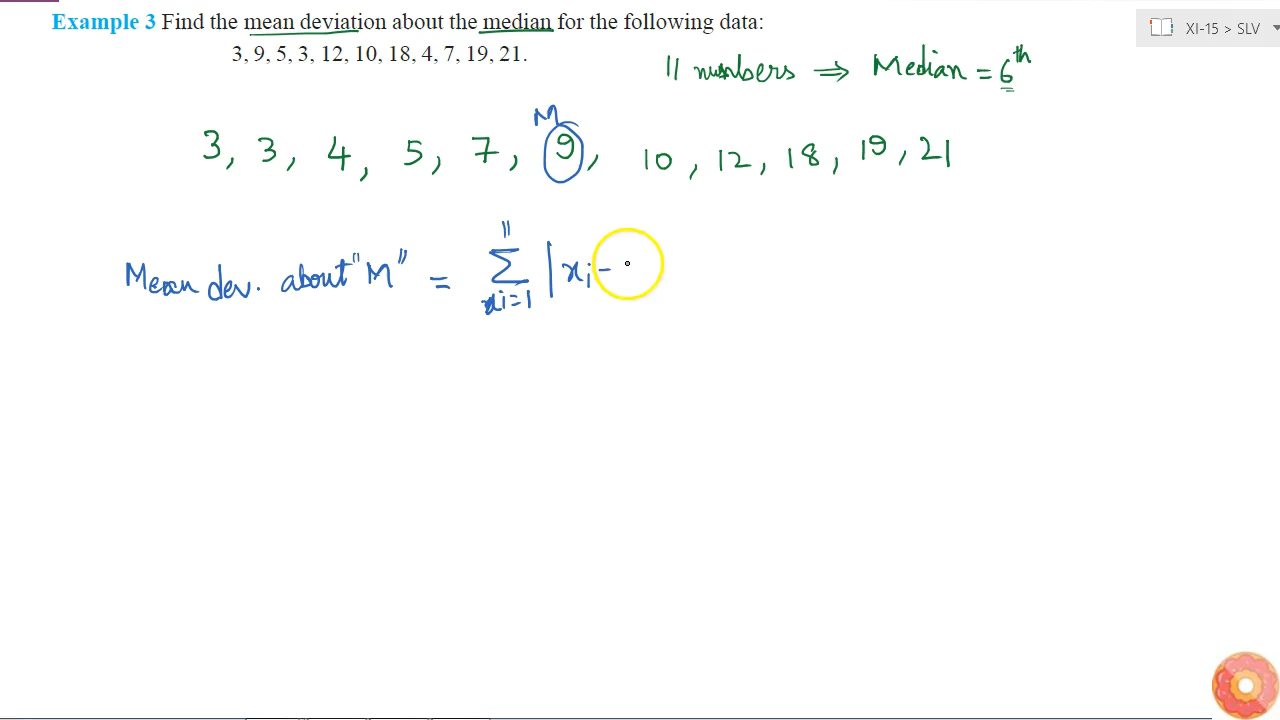 Example 3 Find the mean deviation about the median for the following data:
XI-15 > SLV
3, 9, 5, 3, 12, 10, 18, 4, 7, 19, 21.
11 numbers ⇒ Median = 6th
M
3, 3, 4, 5, 7, 9, 10, 12, 18, 19, 21
11
Mean dev. about "M" = Σ | xi -
i=1